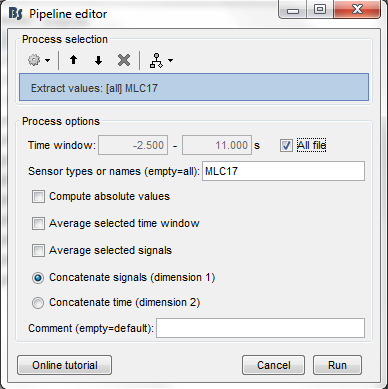 Bs Pipeline editor
Process selection
Extract values: [all] MLC17
Process options
Time window: -2.500 - 11.000 s All file
Sensor types or names (empty=all): MLC17
Compute absolute values
Average selected time window
Average selected signals
Concatenate signals (dimension 1)
Concatenate time (dimension 2)
Comment (empty=default):
Online tutorial Cancel Run